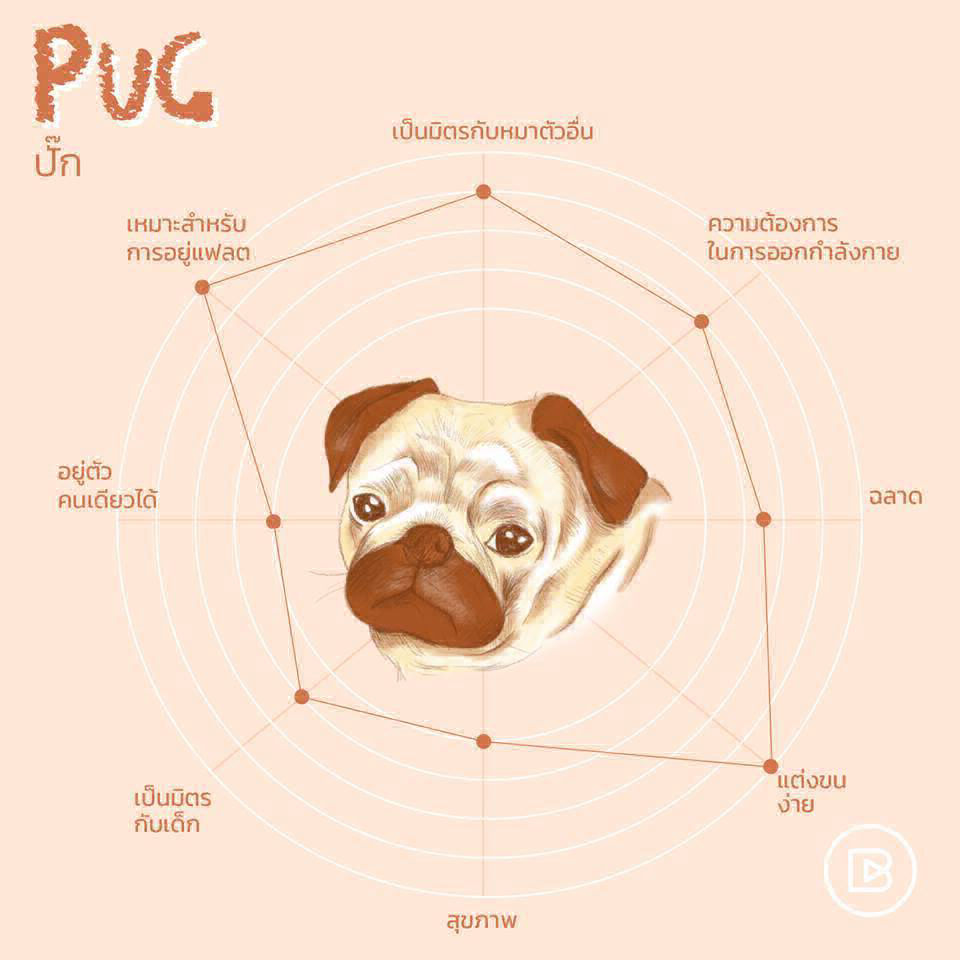 PUG
ปั๊ก
เป็นมิตรกับหมาตัวอื่น
เหมาะสำหรับ
การอยู่แฟลต
ความต้องการ
ในการออกกำลังกาย
อยู่ตัว
คนเดียวได้
ฉลาด
แต่งขน
ง่าย
เป็นมิตร
กับเด็ก
สุขภาพ
B